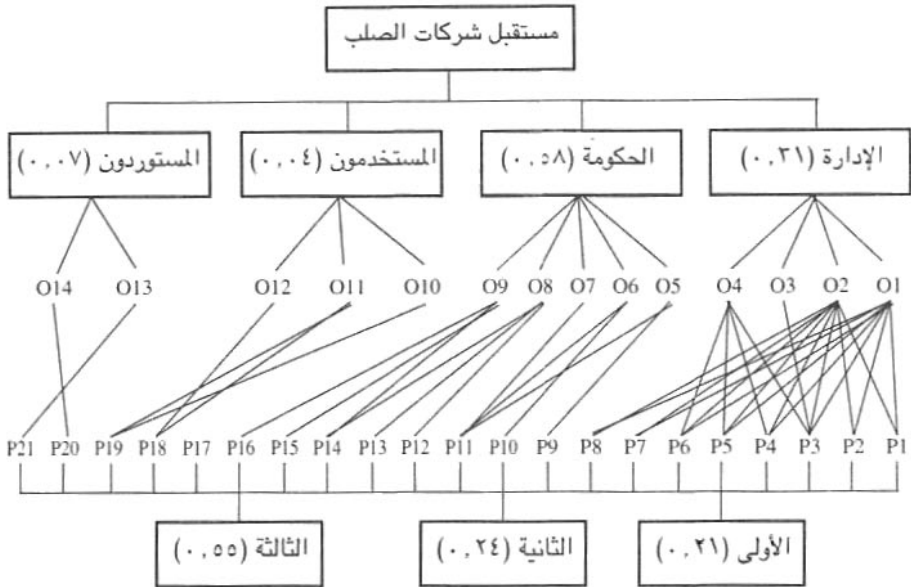 مستقبل شركات الصلب
الإدارة (٠,٣١)
الحكومة (٠,٥٨)
المستخدمون (٠,٠٤)
المستوردون (٠,٠٧)
O1 O2 O3 O4 O5 O6 O7 O8 O9 O10 O11 O12 O13 O14
P1 P2 P3 P4 P5 P6 P7 P8 P9 P10 P11 P12 P13 P14 P15 P16 P17 P18 P19 P20 P21
الأولى (٠,٢١)
الثانية (٠,٢٤)
الثالثة (٠,٥٥)